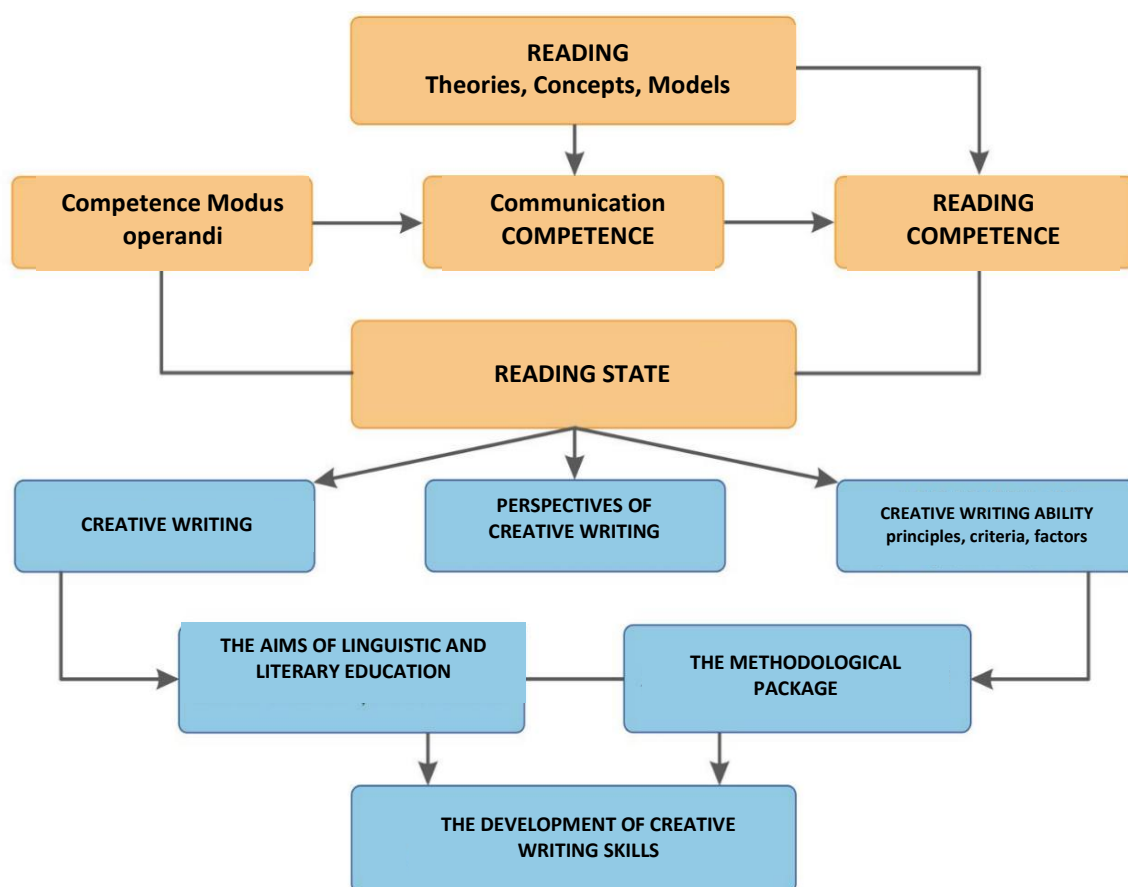 READING
Theories, Concepts, Models
Competence Modus
operandi
Communication
COMPETENCE
READING
COMPETENCE
READING STATE
CREATIVE WRITING
PERSPECTIVES OF
CREATIVE WRITING
CREATIVE WRITING ABILITY
principles, criteria, factors
THE AIMS OF LINGUISTIC AND
LITERARY EDUCATION
THE METHODOLOGICAL
PACKAGE
THE DEVELOPMENT OF CREATIVE
WRITING SKILLS